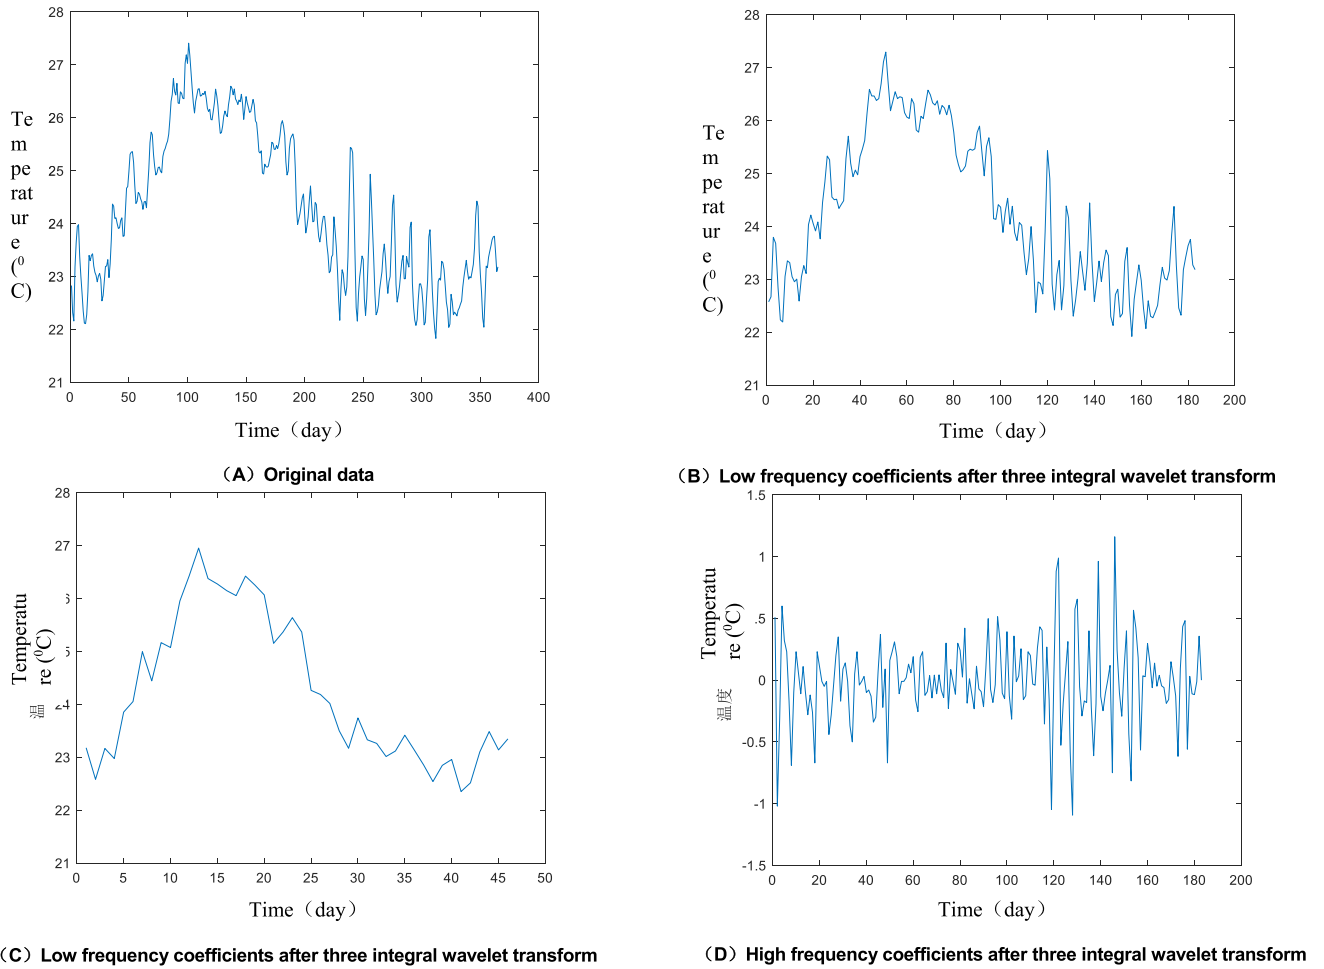 28
27
26
25
24
23
22
21
0 50 100 150 200 250 300 350 400
Te
m
pe
rat
ur
e
(0
C)
Time（day）
（A）Original data
28
27
26
25
24
23
22
21
0 20 40 60 80 100 120 140 160 180 200
Te
m
pe
rat
ur
e
(0
C)
Time（day）
（B）Low frequency coefficients after three integral wavelet transform
28
27
23
22
21
0 5 10 15 20 25 30 35 40 45 50
Temperatu
re (0C)
温
Time（day）
（C）Low frequency coefficients after three integral wavelet transform
1.5
1
.5
0
-0.5
-1
-1.5
0 20 40 60 80 100 120 140 160 180 200
Temperatu
re (0C)
温度
Time（day）
（D）High frequency coefficients after three integral wavelet transform